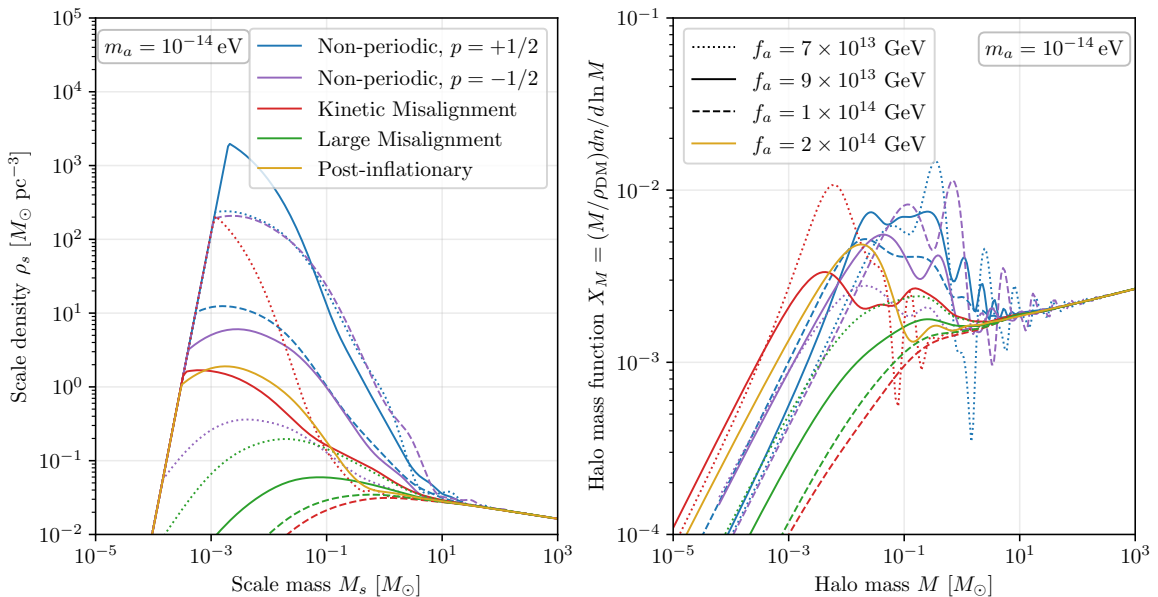 10^5
10^4
10^3
10^2
10^1
10^0
10^−1
10^−2
Scale density ρ_s [M_⊙ pc^−3]
m_a = 10^−14 eV
Non-periodic, p = +1/2
Non-periodic, p = −1/2
Kinetic Misalignment
Large Misalignment
Post-inflationary
10^−5
10^−3
10^−1
10^1
10^3
Scale mass M_s [M_⊙]
10^−1
10^−2
10^−3
10^−4
Halo mass function X_M = (M/ρ_DM)dn/d ln M
f_a = 7 × 10^13 GeV
f_a = 9 × 10^13 GeV
f_a = 1 × 10^14 GeV
f_a = 2 × 10^14 GeV
m_a = 10^−14 eV
10^−5
10^−3
10^−1
10^1
10^3
Halo mass M [M_⊙]